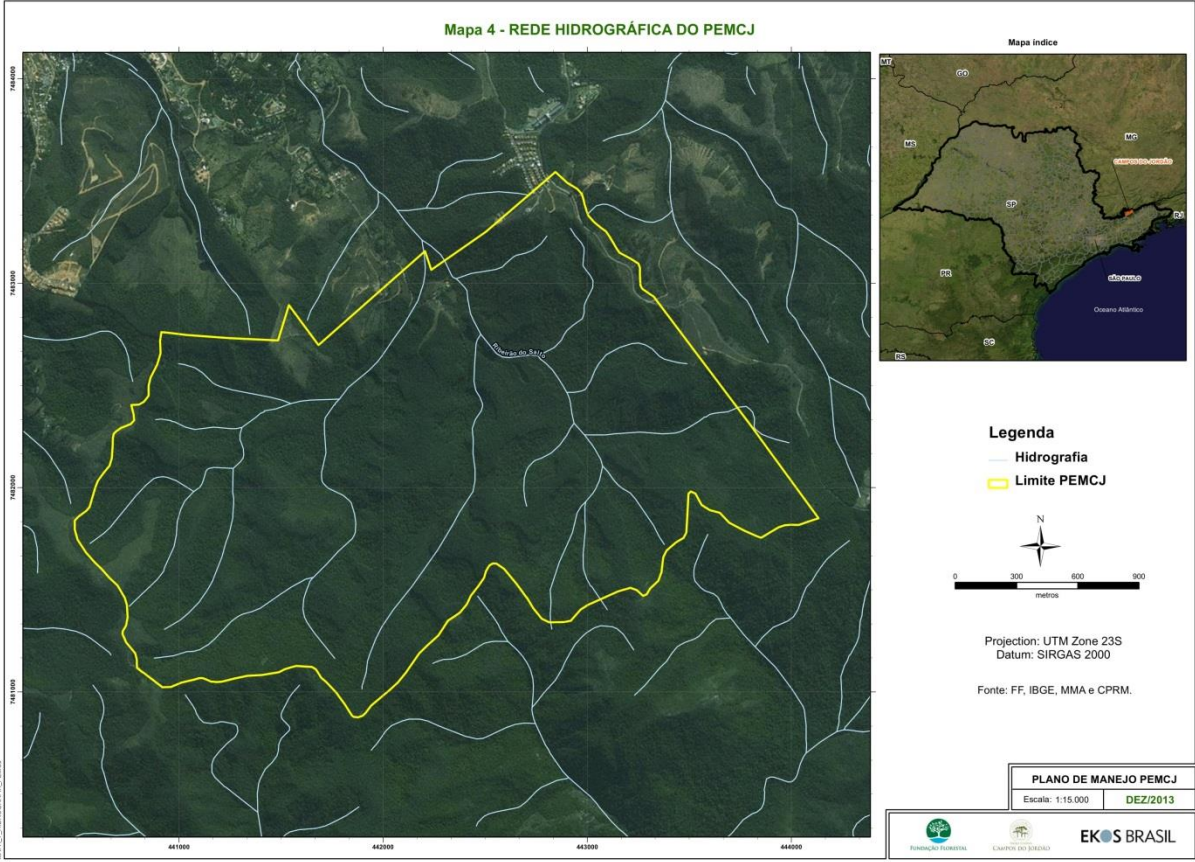 Mapa 4 - REDE HIDROGRÁFICA DO PEMCJ
7484000
7483000
7482000
7481000
441000
442000
443000
444000
Ribeirão do Salto
Mapa índice
MT
GO
MS
MG
CAMPOS DO JORDÃO
SP
RJ
PR
SÃO PAULO
Oceano Atlântico
SC
RS
Legenda
Hidrografia
Limite PEMCJ
N
0 300 600 900
metros
Projection: UTM Zone 23S
Datum: SIRGAS 2000
Fonte: FF, IBGE, MMA e CPRM.
PLANO DE MANEJO PEMCJ
Escala: 1:15.000 DEZ/2013
FUNDAÇÃO FLORESTAL
CAMPOS DO JORDÃO
EKOS BRASIL